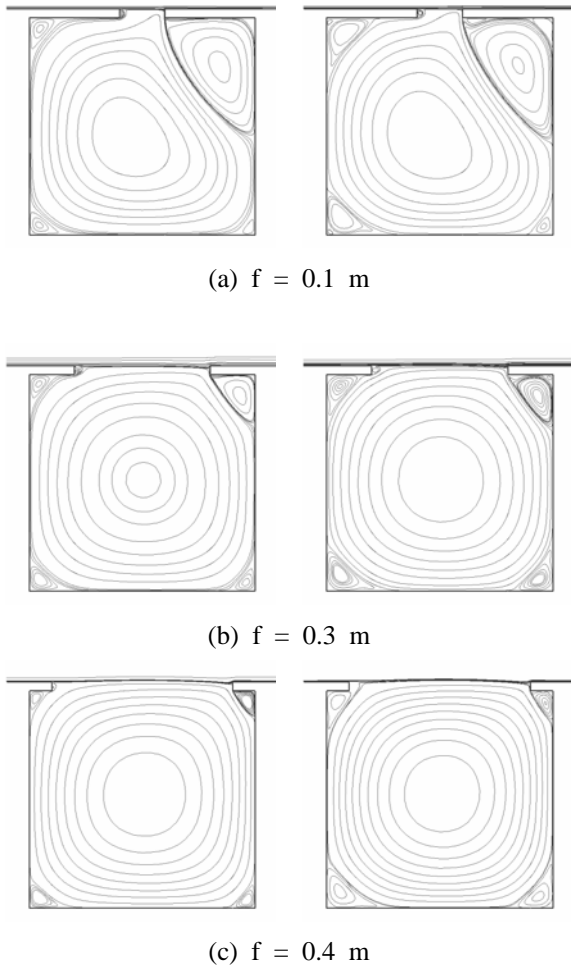 (a) f = 0.1 m
(b) f = 0.3 m
(c) f = 0.4 m